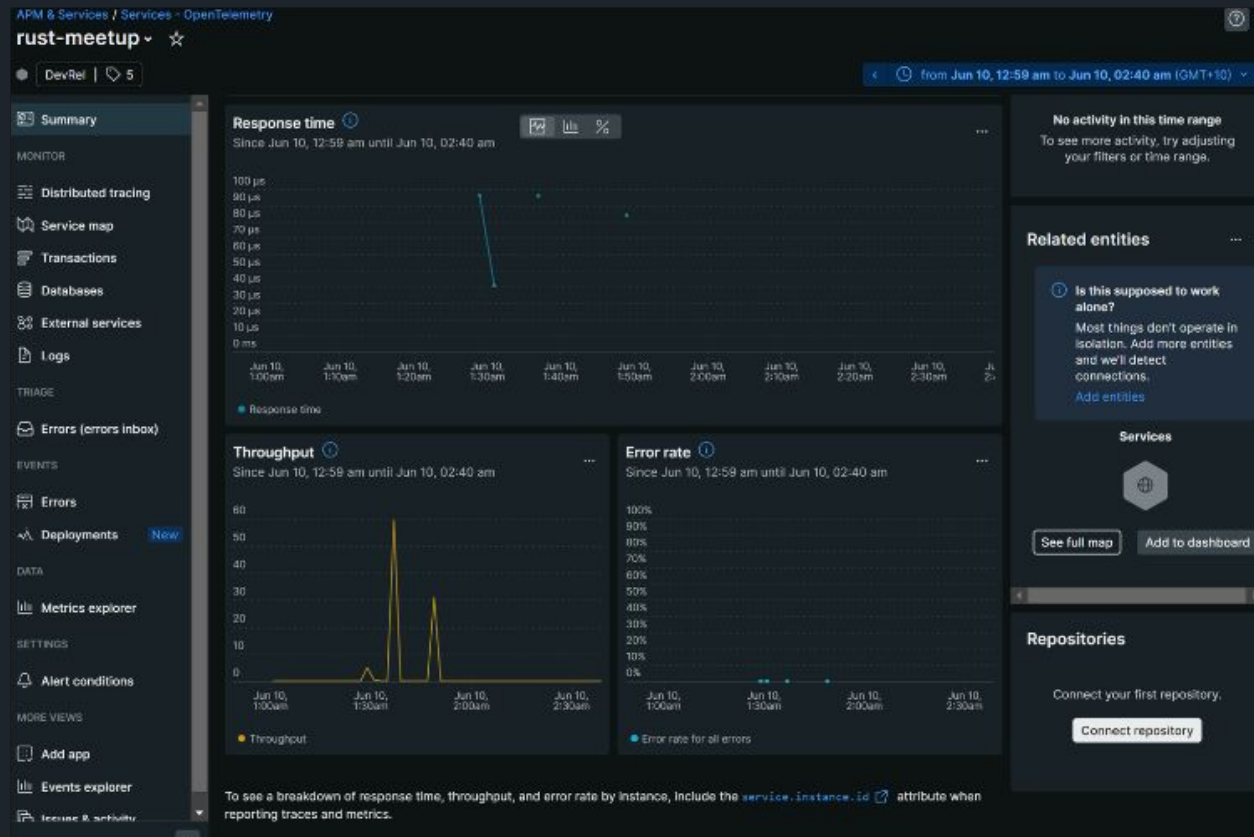 APM & Services / Services - OpenTelemetry
rust-meetup
DevRel | 5
from Jun 10, 12:59 am to Jun 10, 02:40 am (GMT+10)
Summary
MONITOR
Distributed tracing
Service map
Transactions
Databases
External services
Logs
TRIAGE
Errors (errors inbox)
EVENTS
Errors
Deployments New
DATA
Metrics explorer
SETTINGS
Alert conditions
MORE VIEWS
Add app
Events explorer
Issues & activity
Response time
Since Jun 10, 12:59 am until Jun 10, 02:40 am
100 µs
90 µs
80 µs
70 µs
60 µs
50 µs
40 µs
30 µs
20 µs
10 µs
0 ms
Jun 10, Jun 10, Jun 10, Jun 10, Jun 10, Jun 10, Jun 10, Jun 10, Jun 10, Jun 10,
1:00am 1:10am 1:20am 1:30am 1:40am 1:50am 2:00am 2:10am 2:20am 2:30am
Response time
Throughput
Since Jun 10, 12:59 am until Jun 10, 02:40 am
60
50
40
30
20
10
0
Jun 10, Jun 10, Jun 10, Jun 10,
1:00am 1:30am 2:00am 2:30am
Throughput
Error rate
Since Jun 10, 12:59 am until Jun 10, 02:40 am
100%
90%
80%
70%
60%
50%
40%
30%
20%
10%
0%
Jun 10, Jun 10, Jun 10, Jun 10,
1:00am 1:30am 2:00am 2:30am
Error rate for all errors
To see a breakdown of response time, throughput, and error rate by instance, include the service.instance.id attribute when
reporting traces and metrics.
No activity in this time range
To see more activity, try adjusting
your filters or time range.
Related entities
Is this supposed to work
alone?
Most things don't operate in
isolation. Add more entities
and we'll detect
connections.
Add entities
Services
See full map
Add to dashboard
Repositories
Connect your first repository.
Connect repository